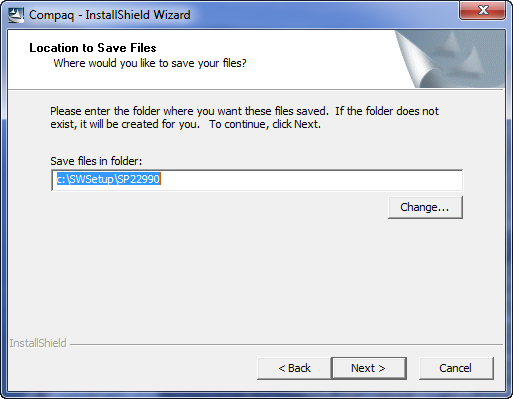 Compaq - InstallShield Wizard
Location to Save Files
Where would you like to save your files?
Please enter the folder where you want these files saved.  If the folder does not
exist, it will be created for you.   To continue, click Next.
Save files in folder:
c:\SWSetup\SP22990
Change...
InstallShield
< Back
Next >
Cancel